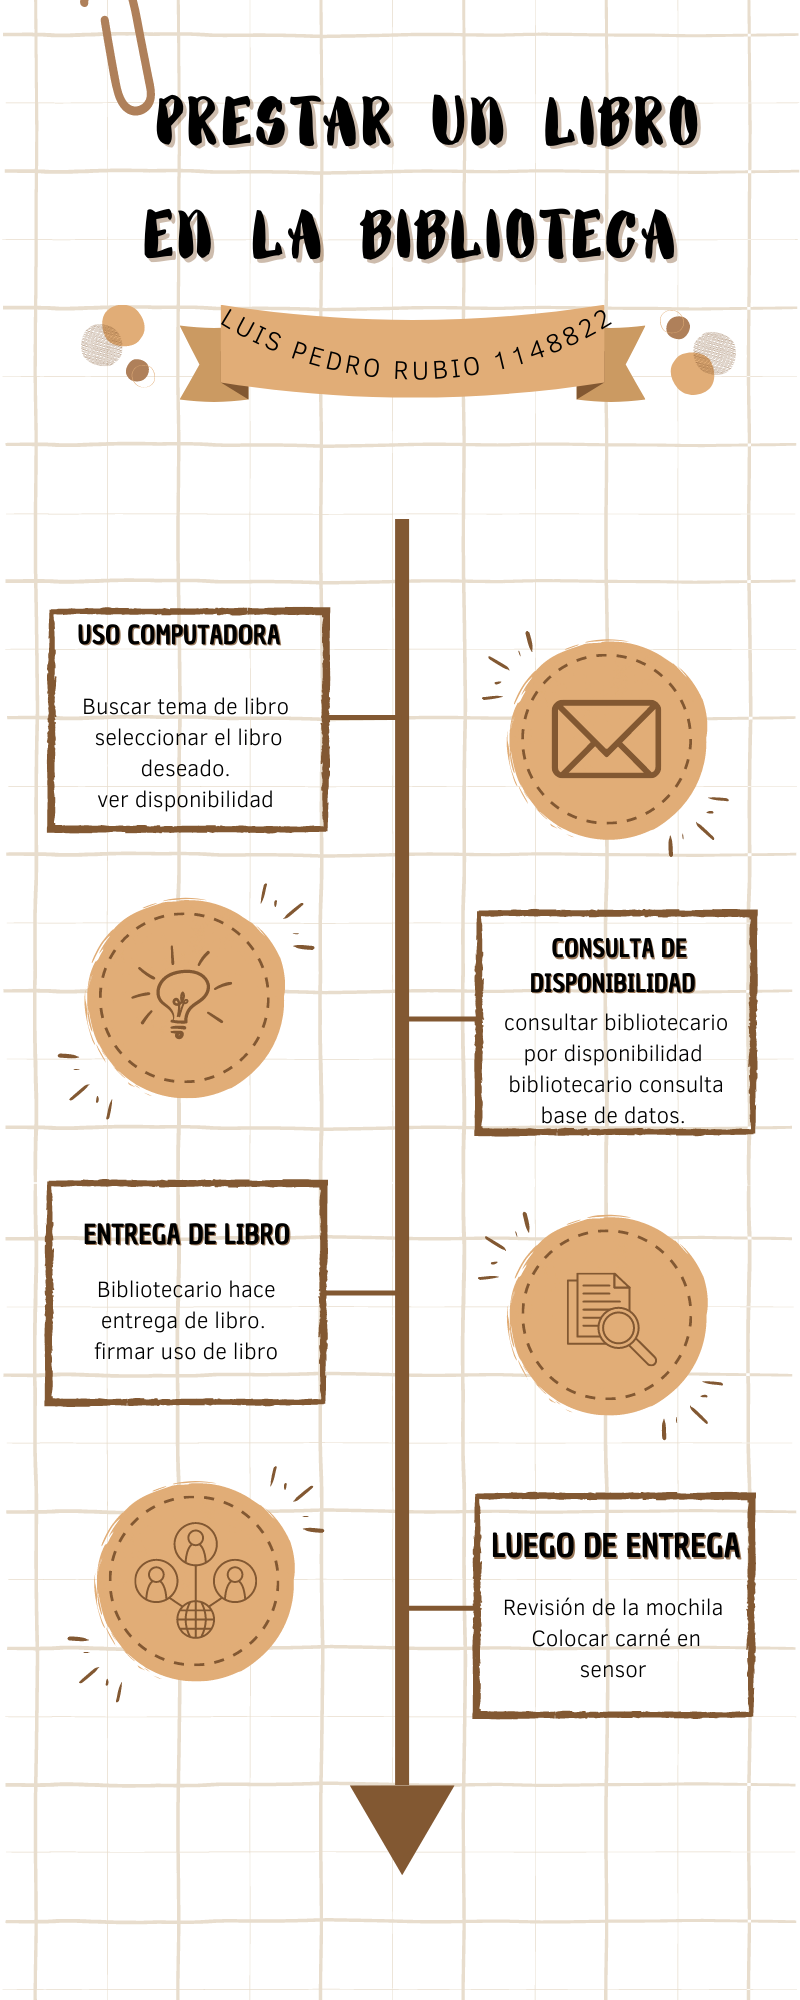 PRESTAR UN LIBRO
EN LA BIBLIOTECA
LUIS PEDRO RUBIO 1148822
USO COMPUTADORA
Buscar tema de libro
seleccionar el libro
deseado.
ver disponibilidad
CONSULTA DE
DISPONIBILIDAD
consultar bibliotecario
por disponibilidad
bibliotecario consulta
base de datos.
ENTREGA DE LIBRO
Bibliotecario hace
entrega de libro.
firmar uso de libro
LUEGO DE ENTREGA
Revisión de la mochila
Colocar carné en
sensor